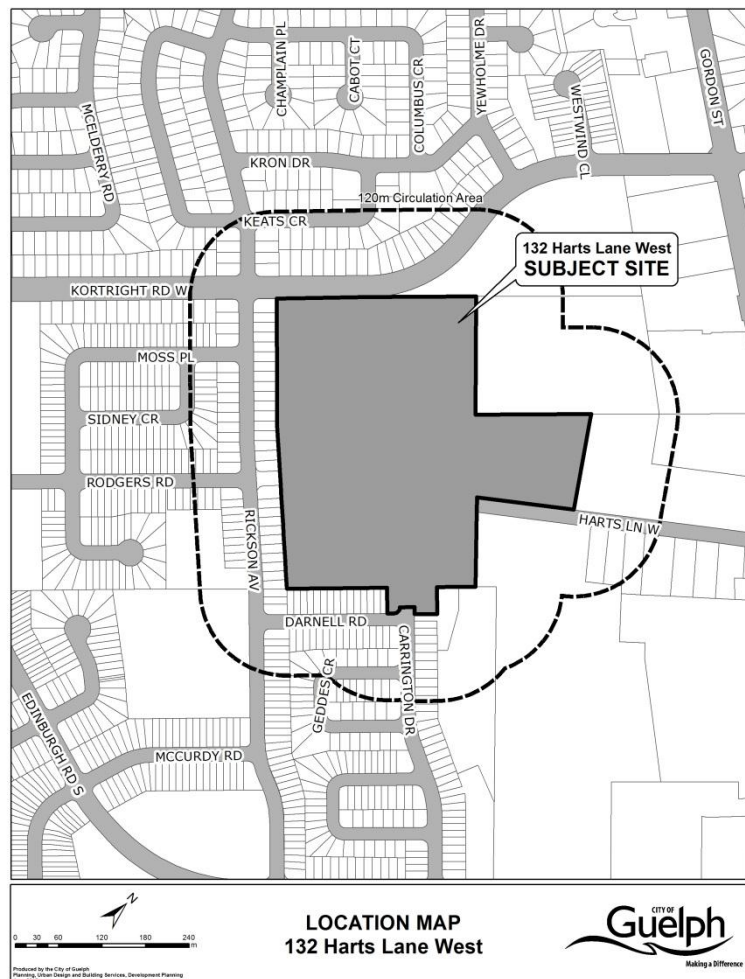 CHAMPLAIN PL
CABOT CT
COLUMBUS CR
YEWHOLME DR
WESTWIND CL
GORDON ST
MCELDERRY RD
KRON DR
120m Circulation Area
KEATS CR
132 Harts Lane West
SUBJECT SITE
KORTRIGHT RD W
MOSS PL
SIDNEY CR
RODGERS RD
RICKSON AV
HARTS LN W
DARNELL RD
CARRINGTON DR
GEDDES CR
EDINBURGH RD S
MCCURDY RD
N
0 30 60 120 180 240
m
Produced by the City of Guelph
Planning, Urban Design and Building Services, Development Planning
LOCATION MAP
132 Harts Lane West
CITY OF
Guelph
Making a Difference